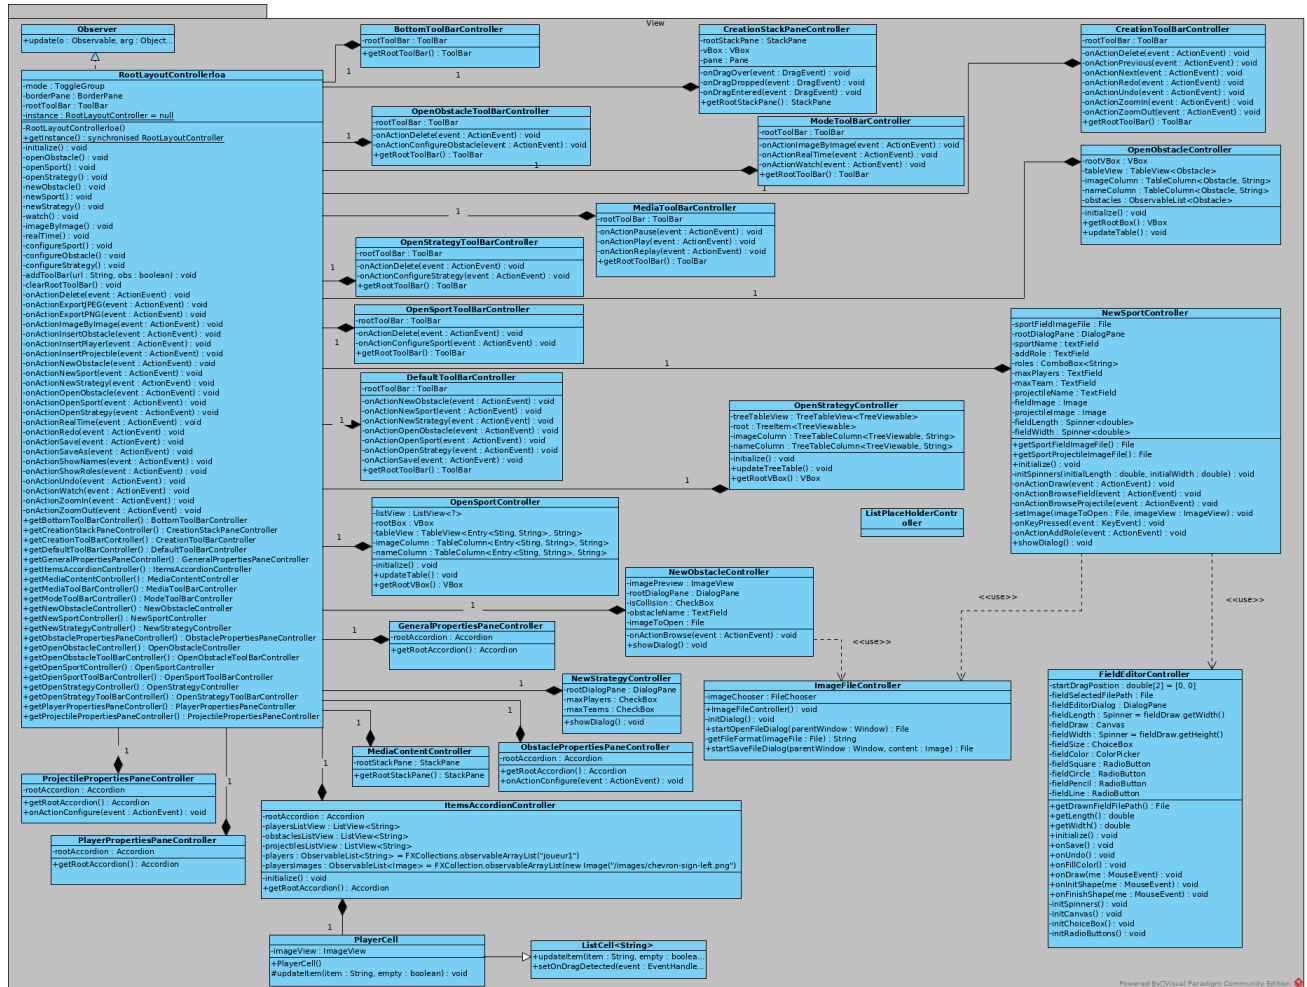 View
Observer
+update(o : Observable, arg : Object...
RootLayoutControllerloa
-mode : ToggleGroup
-borderPane : BorderPane
-rootToolBar : ToolBar
-instance : RootLayoutController = null
-RootLayoutControllerloa()
+getInstance() : synchronised RootLayoutController
-initialize() : void
-openObstacle() : void
-openSport() : void
-openStrategy() : void
-newObstacle() : void
-newSport() : void
-newStrategy() : void
-watch() : void
-imageByImage() : void
-realTime() : void
-configureSport() : void
-configureObstacle() : void
-configureStrategy() : void
-addToolBar(url : String, obs : boolean) : void
-clearRootToolBar() : void
-onActionDelete(event : ActionEvent) : void
-onActionExportJPEG(event : ActionEvent) : void
-onActionExportPNG(event : ActionEvent) : void
-onActionImageByImage(event : ActionEvent) : void
-onActionInsertObstacle(event : ActionEvent) : void
-onActionInsertPlayer(event : ActionEvent) : void
-onActionInsertProjectile(event : ActionEvent) : void
-onActionNewObstacle(event : ActionEvent) : void
-onActionNewSport(event : ActionEvent) : void
-onActionNewStrategy(event : ActionEvent) : void
-onActionOpenObstacle(event : ActionEvent) : void
-onActionOpenSport(event : ActionEvent) : void
-onActionOpenStrategy(event : ActionEvent) : void
-onActionRealTime(event : ActionEvent) : void
-onActionRedo(event : ActionEvent) : void
-onActionSave(event : ActionEvent) : void
-onActionSaveAs(event : ActionEvent) : void
-onActionShowNames(event : ActionEvent) : void
-onActionShowRoles(event : ActionEvent) : void
-onActionUndo(event : ActionEvent) : void
-onActionWatch(event : ActionEvent) : void
-onActionZoomIn(event : ActionEvent) : void
-onActionZoomOut(event : ActionEvent) : void
+getBottomToolBarController() : BottomToolBarController
+getCreationStackPaneController() : CreationStackPaneController
+getCreationToolBarController() : CreationToolBarController
+getDefaultToolBarController() : DefaultToolBarController
+getGeneralPropertiesPaneController() : GeneralPropertiesPaneController
+getItemsAccordionController() : ItemsAccordionController
+getMediaContentController() : MediaContentController
+getMediaToolBarController() : MediaToolBarController
+getModeToolBarController() : ModeToolBarController
+getNewObstacleController() : NewObstacleController
+getNewSportController() : NewSportController
+getNewStrategyController() : NewStrategyController
+getObstaclePropertiesPaneController() : ObstaclePropertiesPaneController
+getOpenObstacleController() : OpenObstacleController
+getOpenObstacleToolBarController() : OpenObstacleToolBarController
+getOpenSportController() : OpenSportController
+getOpenSportToolBarController() : OpenSportToolBarController
+getOpenStrategyController() : OpenStrategyController
+getOpenStrategyToolBarController() : OpenStrategyToolBarController
+getPlayerPropertiesPaneController() : PlayerPropertiesPaneController
+getProjectilePropertiesPaneController() : ProjectilePropertiesPaneController
BottomToolBarController
-rootToolBar : ToolBar
+getRootToolBar() : ToolBar
1
1
CreationStackPaneController
-rootStackPane : StackPane
-vBox : VBox
-pane : Pane
-onDragOver(event : DragEvent) : void
-onDragDropped(event : DragEvent) : void
-onDragEntered(event : DragEvent) : void
+getRootStackPane() : StackPane
CreationToolBarController
-rootToolBar : ToolBar
-onActionDelete(event : ActionEvent) : void
-onActionPrevious(event : ActionEvent) : void
-onActionNext(event : ActionEvent) : void
-onActionRedo(event : ActionEvent) : void
-onActionUndo(event : ActionEvent) : void
-onActionZoomIn(event : ActionEvent) : void
-onActionZoomOut(event : ActionEvent) : void
+getRootToolBar() : ToolBar
OpenObstacleToolBarController
-rootToolBar : ToolBar
-onActionDelete(event : ActionEvent) : void
-onActionConfigureObstacle(event : ActionEvent) : void
+getRootToolBar() : ToolBar
1
1
ModeToolBarController
-rootToolBar : ToolBar
-onActionImageByImage(event : ActionEvent) : void
-onActionRealTime(event : ActionEvent) : void
-onActionWatch(event : ActionEvent) : void
+getRootToolBar() : ToolBar
1
OpenObstacleController
-rootVBox : VBox
-tableView : TableView<Obstacle>
-imageColumn : TableColumn<Obstacle, String>
-nameColumn : TableColumn<Obstacle, String>
-obstacles : ObservableList<Obstacle>
-initialize() : void
+getRootBox() : VBox
+updateTable() : void
1
MediaToolBarController
-rootToolBar : ToolBar
-onActionPause(event : ActionEvent) : void
-onActionPlay(event : ActionEvent) : void
-onActionReplay(event : ActionEvent) : void
+getRootToolBar() : ToolBar
OpenStrategyToolBarController
-rootToolBar : ToolBar
-onActionDelete(event : ActionEvent) : void
-onActionConfigureStrategy(event : ActionEvent) : void
+getRootToolBar() : ToolBar
1
1
OpenSportToolBarController
-rootToolBar : ToolBar
-onActionDelete(event : ActionEvent) : void
-onActionConfigureSport(event : ActionEvent) : void
+getRootToolBar() : ToolBar
1
1
NewSportController
-sportFieldImageFile : File
-rootDialogPane : DialogPane
-sportName : textField
-addRole : TextField
-roles : ComboBox<String>
-maxPlayers : TextField
-maxTeam : TextField
-projectileName : TextField
-fieldImage : Image
-projectileImage : Image
-fieldLength : Spinner<double>
-fieldWidth : Spinner<double>
+getSportFieldImageFile() : File
+getSportProjectileImageFile() : File
+initialize() : void
-initSpinners(initialLength : double, initialWidth : double) : void
-onActionDraw(event : ActionEvent)
-onActionBrowseField(event : ActionEvent)
-onActionBrowseProjectile(event : ActionEvent)
-setImage(imageToOpen : File, imageView : ImageView) : void
-onKeyPressed(event : KeyEvent)
-onActionAddRole(event : ActionEvent)
+showDialog() : void
DefaultToolBarController
-rootToolBar : ToolBar
-onActionNewObstacle(event : ActionEvent) : void
-onActionNewSport(event : ActionEvent) : void
-onActionNewStrategy(event : ActionEvent) : void
-onActionOpenObstacle(event : ActionEvent) : void
-onActionOpenSport(event : ActionEvent) : void
-onActionOpenStrategy(event : ActionEvent) : void
-onActionSave(event : ActionEvent) : void
+getRootToolBar() : ToolBar
1
OpenStrategyController
-treeTableView : TreeTableView<TreeViewable>
-root : TreeItem<TreeViewable>
-imageColumn : TreeTableColumn<TreeViewable, String>
-nameColumn : TreeTableColumn<TreeViewable, String>
-initialize() : void
+updateTreeTable() : void
+getRootVBox() : VBox
1
OpenSportController
-listView : ListView<?>
-rootBox : VBox
-tableView : TableView<Entry<Sting, String>, String>
-imageColumn : TableColumn<Entry<Sting, String>, String>
-nameColumn : TableColumn<Entry<Sting, String>, String>
-initialize() : void
+updateTable() : void
+getRootVBox() : VBox
1
ListPlaceHolderContr
oller
NewObstacleController
-imagePreview : ImageView
-rootDialogPane : DialogPane
-isCollision : CheckBox
-obstacleName : TextField
-imageToOpen : File
-onActionBrowse(event : ActionEvent) : void
+showDialog() : void
1
<<use>>
<<use>>
<<use>>
GeneralPropertiesPaneController
-rootAccordion : Accordion
+getRootAccordion() : Accordion
1
NewStrategyController
-rootDialogPane : DialogPane
-maxPlayers : CheckBox
-maxTeams : CheckBox
+showDialog() : void
1
ImageFileController
-imageChooser : FileChooser
+ImageFileController() : void
-initDialog() : void
+startOpenFileDialog(parentWindow : Window) : File
-getFileFormat(imageFile : File) : String
+startSaveFileDialog(parentWindow : Window, content : Image) : File
FieldEditorController
-startDragPosition : double[2] = [0, 0]
-fieldSelectedFilePath : File
-fieldEditorDialog : DialogPane
-fieldLength : Spinner = fieldDraw.getWidth()
-fieldDraw : Canvas
-fieldWidth : Spinner = fieldDraw.getHeight()
-fieldSize : ChoiceBox
-fieldColor : ColorPicker
-fieldSquare : RadioButton
-fieldCircle : RadioButton
-fieldPencil : RadioButton
-fieldLine : RadioButton
+getDrawnFieldFilePath() : File
+getLength() : double
+getWidth() : double
+initialize() : void
+onSave() : void
+onUndo() : void
+onFillColor() : void
+onDraw(me : MouseEvent) : void
+onInitShape(me : MouseEvent) : void
+onFinishShape(me : MouseEvent) : void
-initSpinners() : void
-initCanvas() : void
-initChoiceBox() : void
-initRadioButtons() : void
1
1
MediaContentController
-rootStackPane : StackPane
+getRootStackPane() : StackPane
ObstaclePropertiesPaneController
-rootAccordion : Accordion
+getRootAccordion() : Accordion
+onActionConfigure(event : ActionEvent) : void
1
1
1
ProjectilePropertiesPaneController
-rootAccordion : Accordion
+getRootAccordion() : Accordion
+onActionConfigure(event : ActionEvent) : void
PlayerPropertiesPaneController
-rootAccordion : Accordion
+getRootAccordion() : Accordion
ItemsAccordionController
-rootAccordion : Accordion
-playersListView : ListView<String>
-obstaclesListView : ListView<String>
-projectilesListView : ListView<String>
-players : ObservableList<String> = FXCollections.observableArrayList("joueur1")
-playersImages : ObservableList<Image> = FXCollection.observableArrayList(new Image("/images/chevron-sign-left.png")
-initialize() : void
+getRootAccordion : Accordion
1
PlayerCell
-imageView : ImageView
+PlayerCell()
#updateItem(item : String, empty : boolean) : void
ListCell<String>
+updateItem(item : String, empty : boolea...
+setOnDragDetected(event : EventHandle...
Powered By Visual Paradigm Community Edition